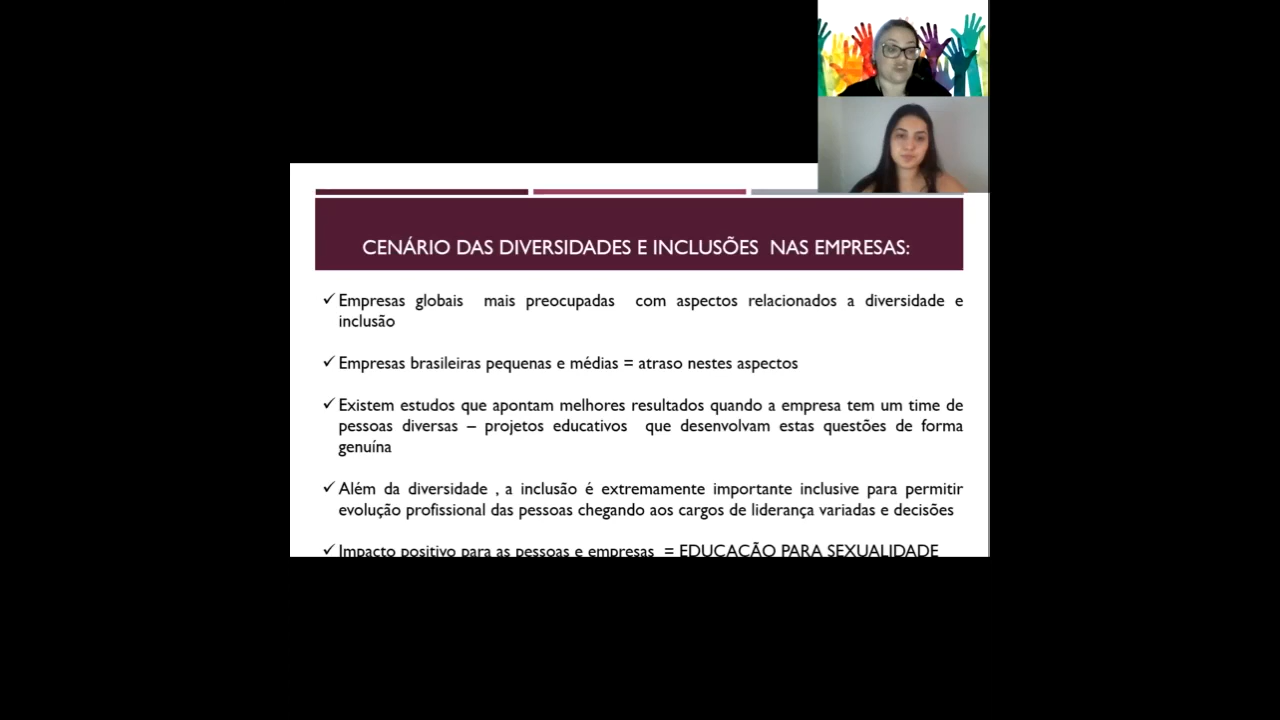 CENÁRIO DAS DIVERSIDADES E INCLUSÕES NAS EMPRESAS:
✓Empresas globais mais preocupadas com aspectos relacionados a diversidade e
inclusão
✓Empresas brasileiras pequenas e médias = atraso nestes aspectos
✓Existem estudos que apontam melhores resultados quando a empresa tem um time de
pessoas diversas – projetos educativos que desenvolvam estas questões de forma
genuína
✓Além da diversidade , a inclusão é extremamente importante inclusive para permitir
evolução profissional das pessoas chegando aos cargos de liderança variadas e decisões
✓Impacto positivo para as pessoas e empresas = EDUCAÇÃO PARA SEXUALIDADE